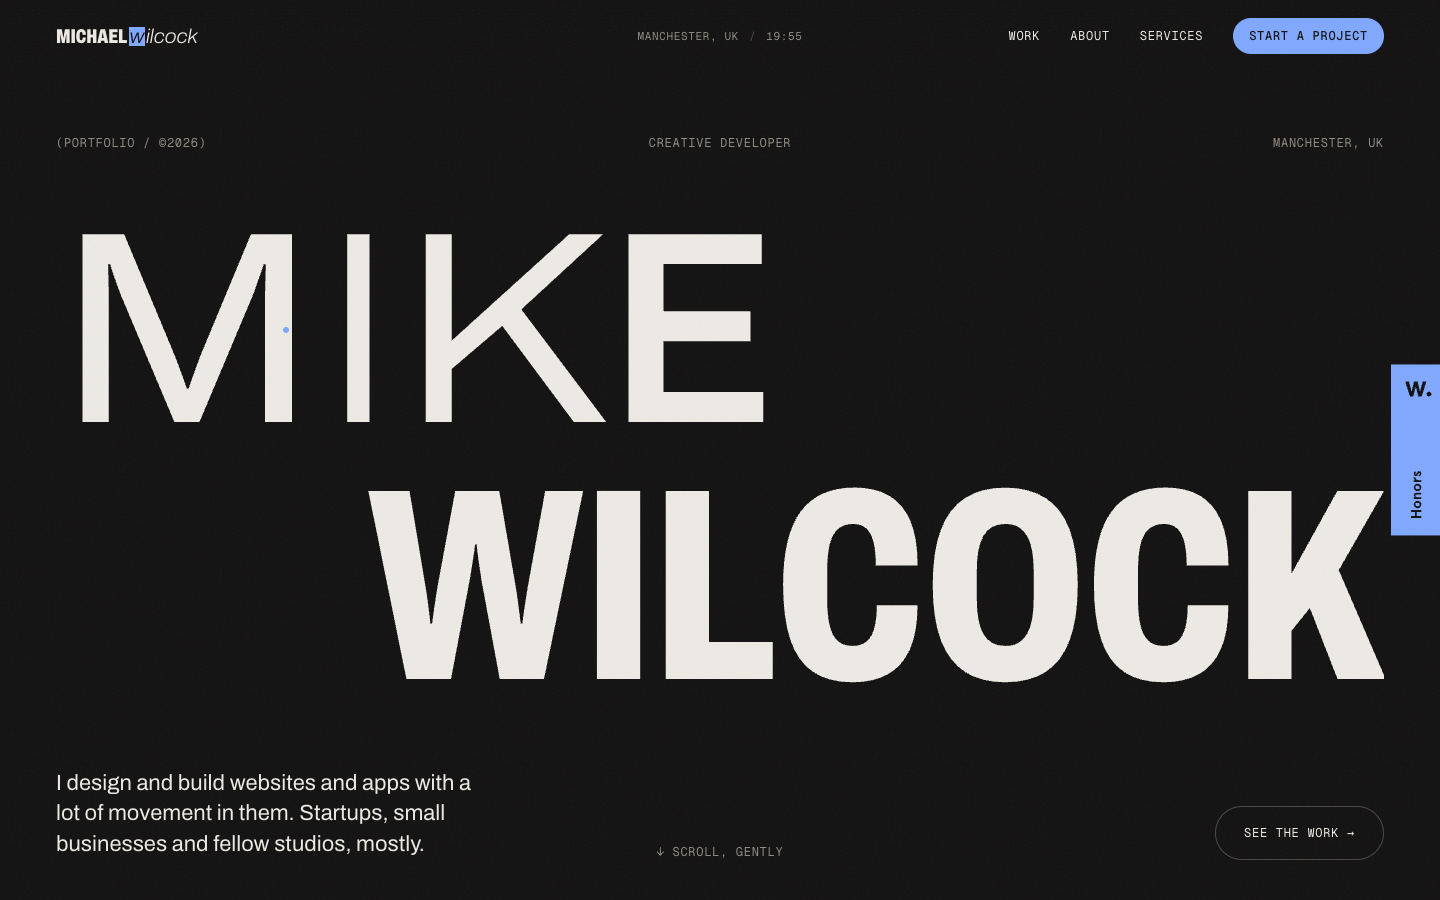 MICHAELwilcock
MANCHESTER, UK / 19:55
WORK
ABOUT
SERVICES
START A PROJECT
(PORTFOLIO / ©2026)
CREATIVE DEVELOPER
MANCHESTER, UK
MIKE
WILCOCK
W.
Honors
I design and build websites and apps with a
lot of movement in them. Startups, small
businesses and fellow studios, mostly.
↓ SCROLL, GENTLY
SEE THE WORK →